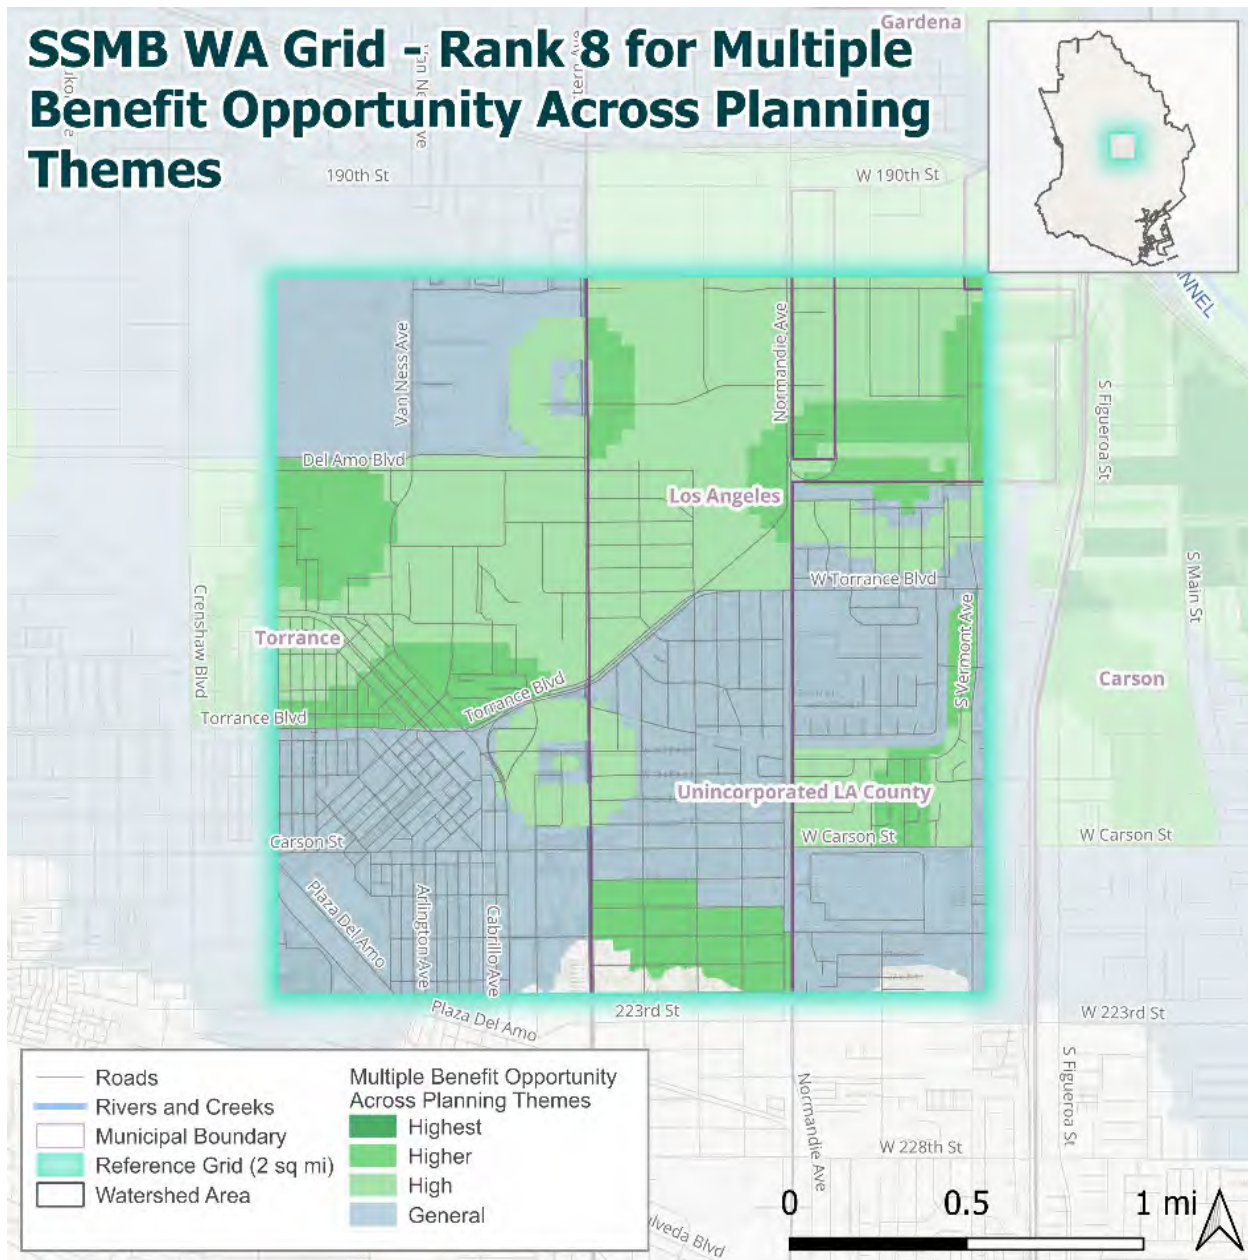 SSMB WA Grid - Rank 8 for Multiple
Benefit Opportunity Across Planning
Themes
Gardena
190th St
W 190th St
Van Ness Ave
Normandie Ave
S Figueroa St
Del Amo Blvd
Los Angeles
W Torrance Blvd
S Main St
Crenshaw Blvd
Torrance
S Vermont Ave
Carson
Torrance Blvd
Torrance Blvd
Unincorporated LA County
Carson St
W Carson St
W Carson St
Plaza Del Amo
Arlington Ave
Cabrillo Ave
Plaza Del Amo
223rd St
W 223rd St
Normandie Ave
S Figueroa St
W 228th St
Roads
Rivers and Creeks
Municipal Boundary
Reference Grid (2 sq mi)
Watershed Area
Multiple Benefit Opportunity
Across Planning Themes
Highest
Higher
High
General
0 0.5 1 mi